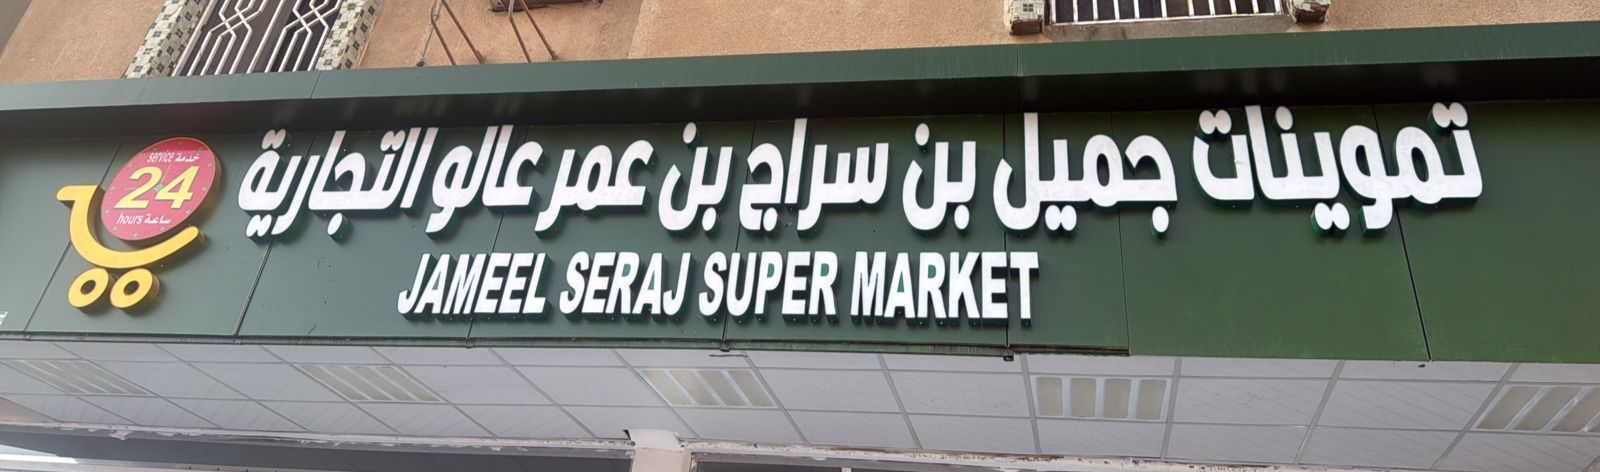 تموينات جميل بن سراج بن عمر عالو التجارية
JAMEEL SERAJ SUPER MARKET
service خدمة
24
hours ساعة